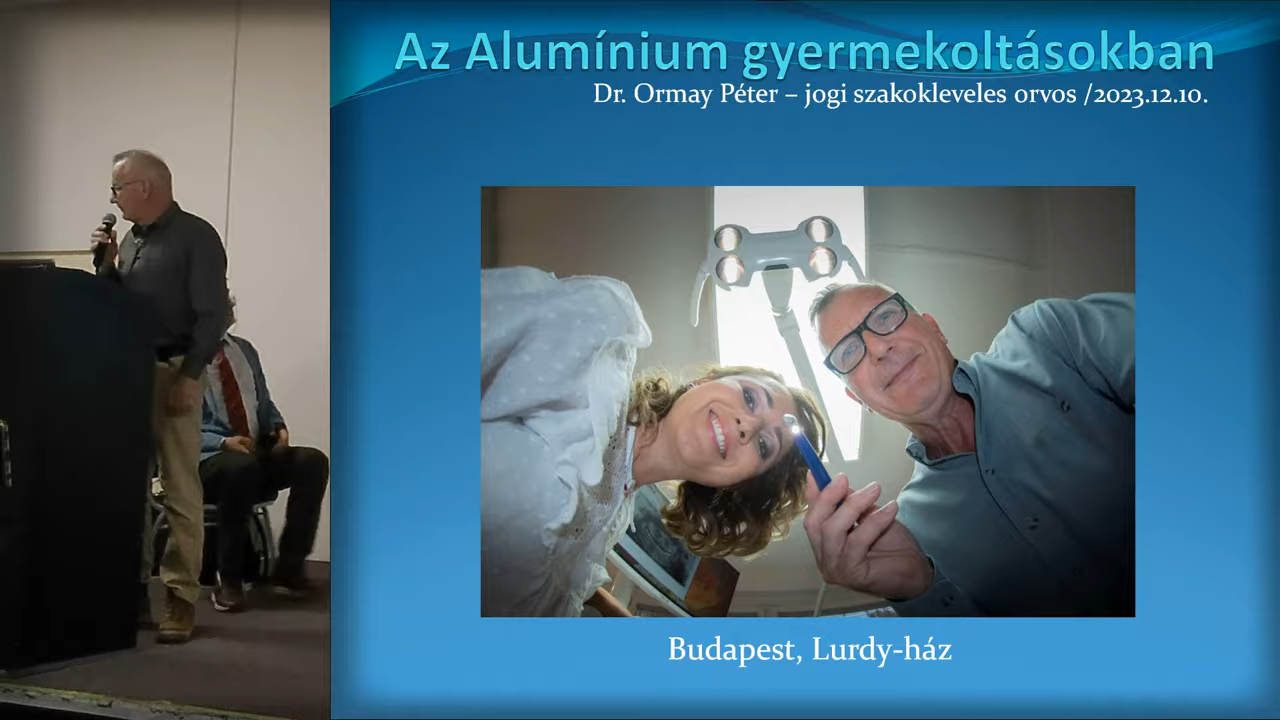 Az Alumínium gyermekoltásokban
Dr. Ormay Péter – jogi szakokleveles orvos /2023.12.10.
Budapest, Lurdy-ház